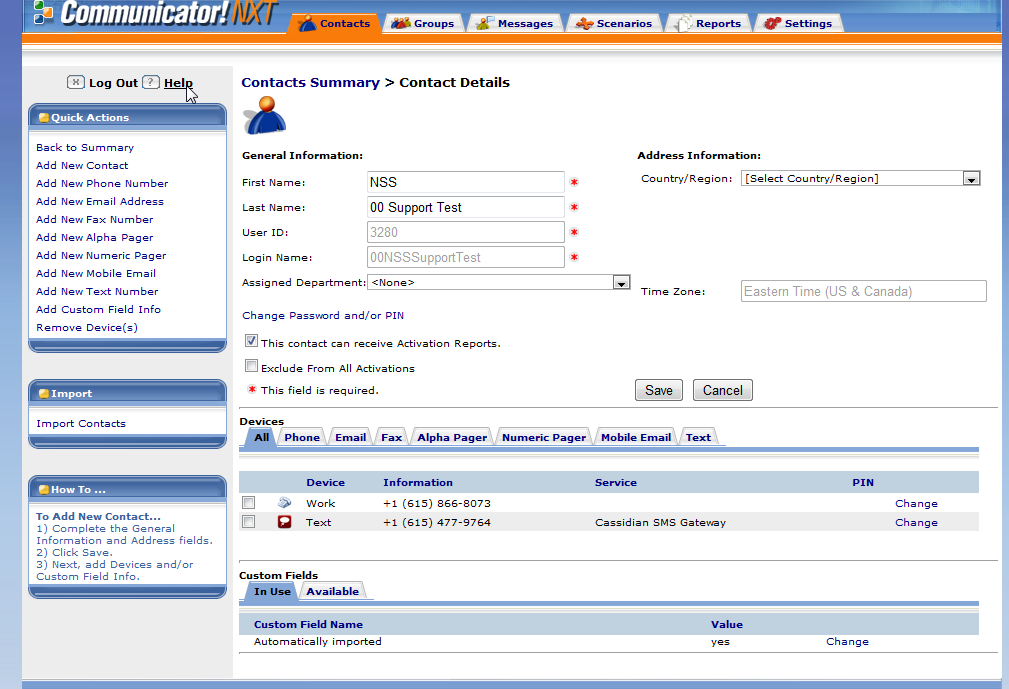 Communicator! NXT
Contacts Groups Messages Scenarios Reports Settings
Log Out ? Help
Contacts Summary > Contact Details
Quick Actions
Back to Summary
Add New Contact
Add New Phone Number
Add New Email Address
Add New Fax Number
Add New Alpha Pager
Add New Numeric Pager
Add New Mobile Email
Add New Text Number
Add Custom Field Info
Remove Device(s)
Import
Import Contacts
How To ...
To Add New Contact...
1) Complete the General
Information and Address fields.
2) Click Save.
3) Next, add Devices and/or
Custom Field Info.
General Information:
First Name: NSS *
Last Name: 00 Support Test *
User ID: 3280 *
Login Name: 00NSSSupportTest *
Assigned Department: <None>
Change Password and/or PIN
This contact can receive Activation Reports.
Exclude From All Activations
* This field is required.
Address Information:
Country/Region: [Select Country/Region]
Time Zone: Eastern Time (US & Canada)
Save Cancel
Devices
All Phone Email Fax Alpha Pager Numeric Pager Mobile Email Text
Device Information Service PIN
Work +1 (615) 866-8073 Change
Text +1 (615) 477-9764 Cassidian SMS Gateway Change
Custom Fields
In Use Available
Custom Field Name Value
Automatically imported yes Change